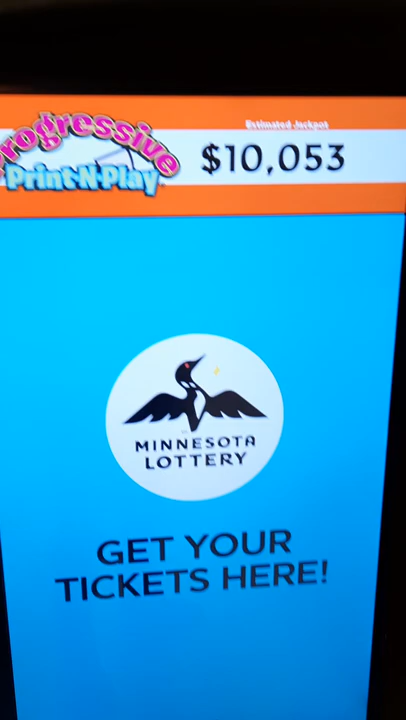 Progressive
Print-N-Play
Estimated Jackpot
$10,053
MINNESOTA
LOTTERY
GET YOUR
TICKETS HERE!